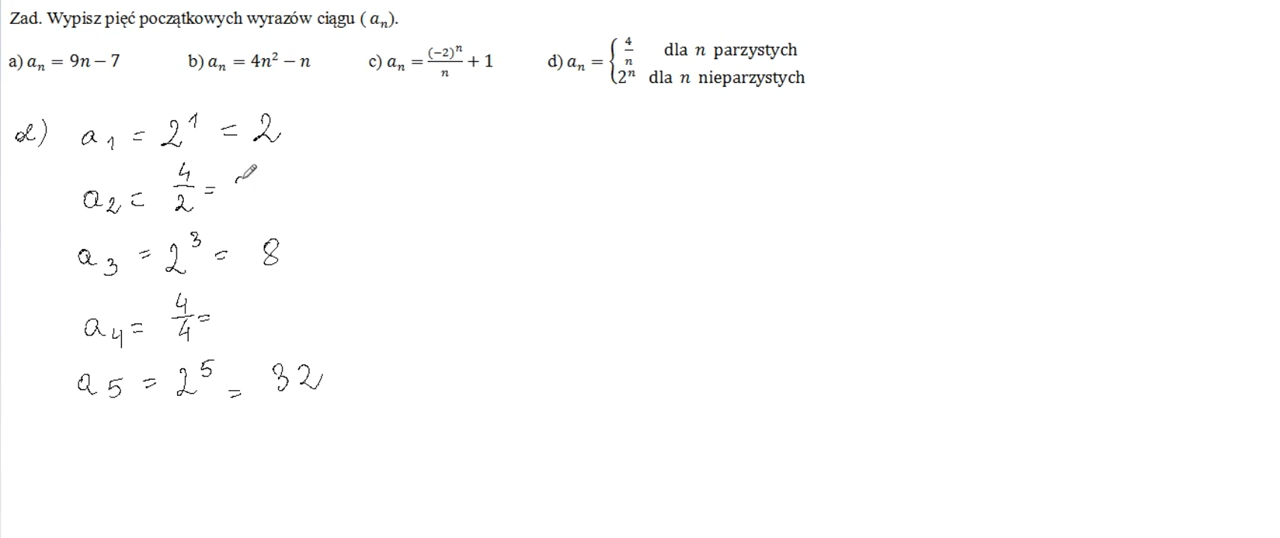 Zad. Wypisz pięć początkowych wyrazów ciągu ( aₙ).
a) aₙ = 9n − 7 b) aₙ = 4n² − n c) aₙ = (−2)ⁿ/n + 1 d) aₙ = { 4/n dla n parzystych
2ⁿ dla n nieparzystych
d) a₁ = 2¹ = 2
a₂ = 4/2 =
a₃ = 2³ = 8
a₄ = 4/4 =
a₅ = 2⁵ = 32